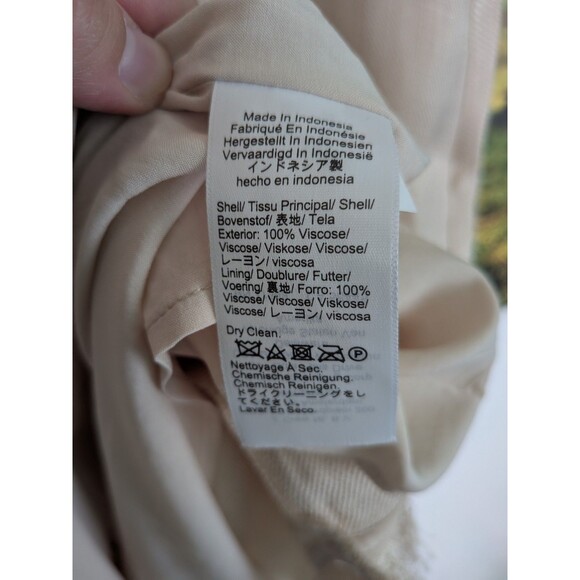 Made In Indonesia
Fabriqué En Indonésie
Hergestellt In Indonesien
Vervaardigd In Indonesië
インドネシア製
hecho en indonesia
Shell/ Tissu Principal/ Shell/
Bovenstof/ 表地/ Tela
Exterior: 100% Viscose/
Viscose/ Viskose/ Viscose/
レーヨン/ viscosa
Lining/ Doublure/ Futter/
Voering/ 裏地/ Forro: 100%
Viscose/ Viscose/ Viskose/
Viscose/ レーヨン/ viscosa
Dry Clean.
P
Nettoyage À Sec.
Chemische Reinigung.
Chemisch Reinigen.
ドライクリーニングをし
てください。
Lavar En Seco.